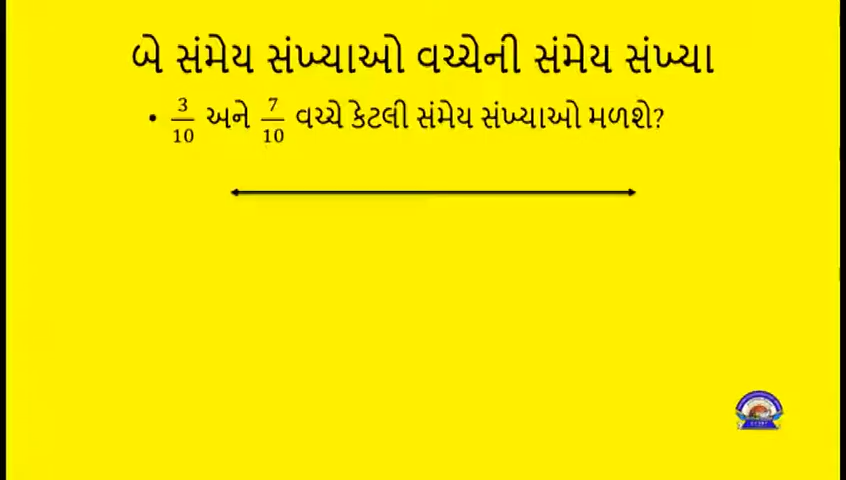 બે સંમેય સંખ્યાઓ વચ્ચેની સંમેય સંખ્યા
• 3/10 અને 7/10 વચ્ચે કેટલી સંમેય સંખ્યાઓ મળશે?